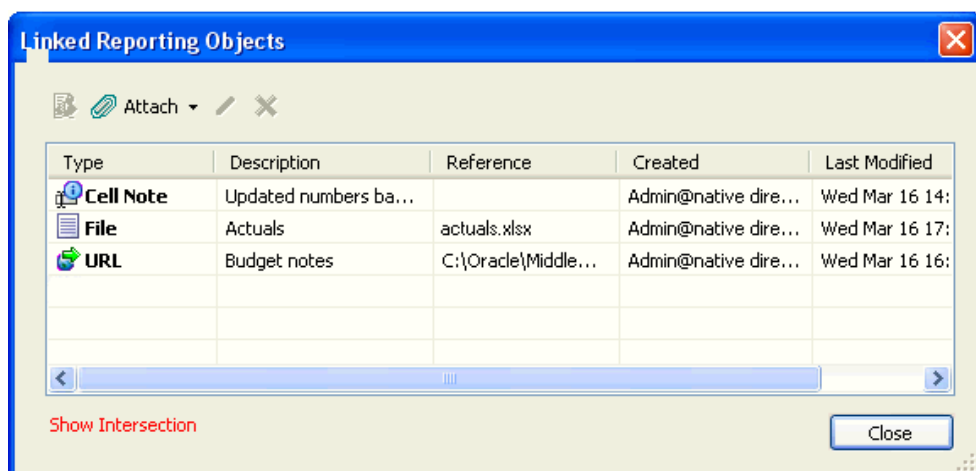 Linked Reporting Objects
Attach
Type Description Reference Created Last Modified
Cell Note Updated numbers ba... Admin@native dire... Wed Mar 16 14:
File Actuals actuals.xlsx Admin@native dire... Wed Mar 16 17:
URL Budget notes C:\Oracle\Middle... Admin@native dire... Wed Mar 16 16:
Show Intersection
Close